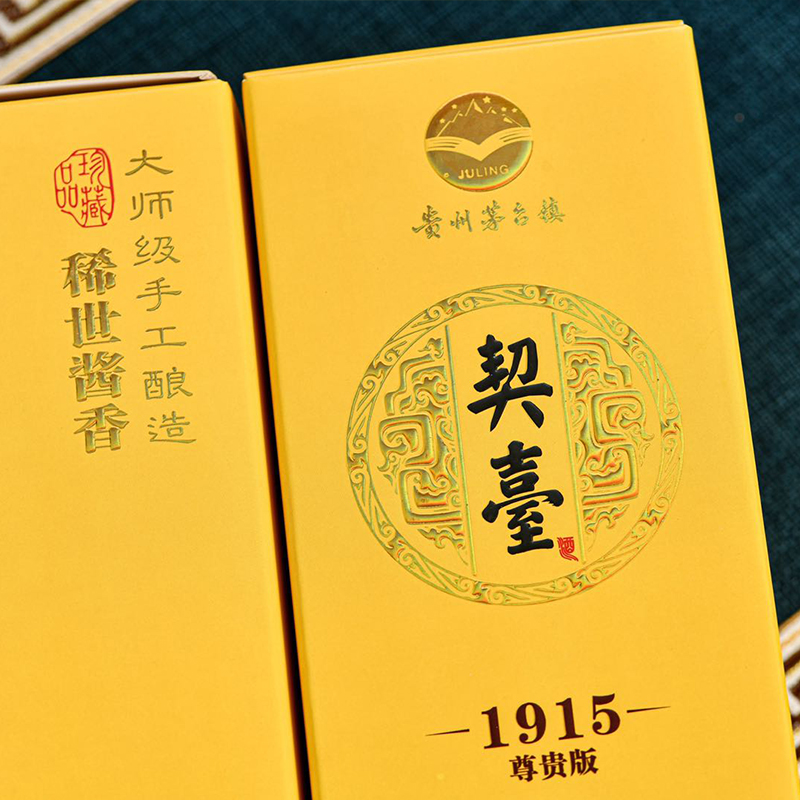 珍藏品
大师级手工酿造
稀世酱香
JULING
贵州茅台镇
契臺
酒
1915
尊贵版